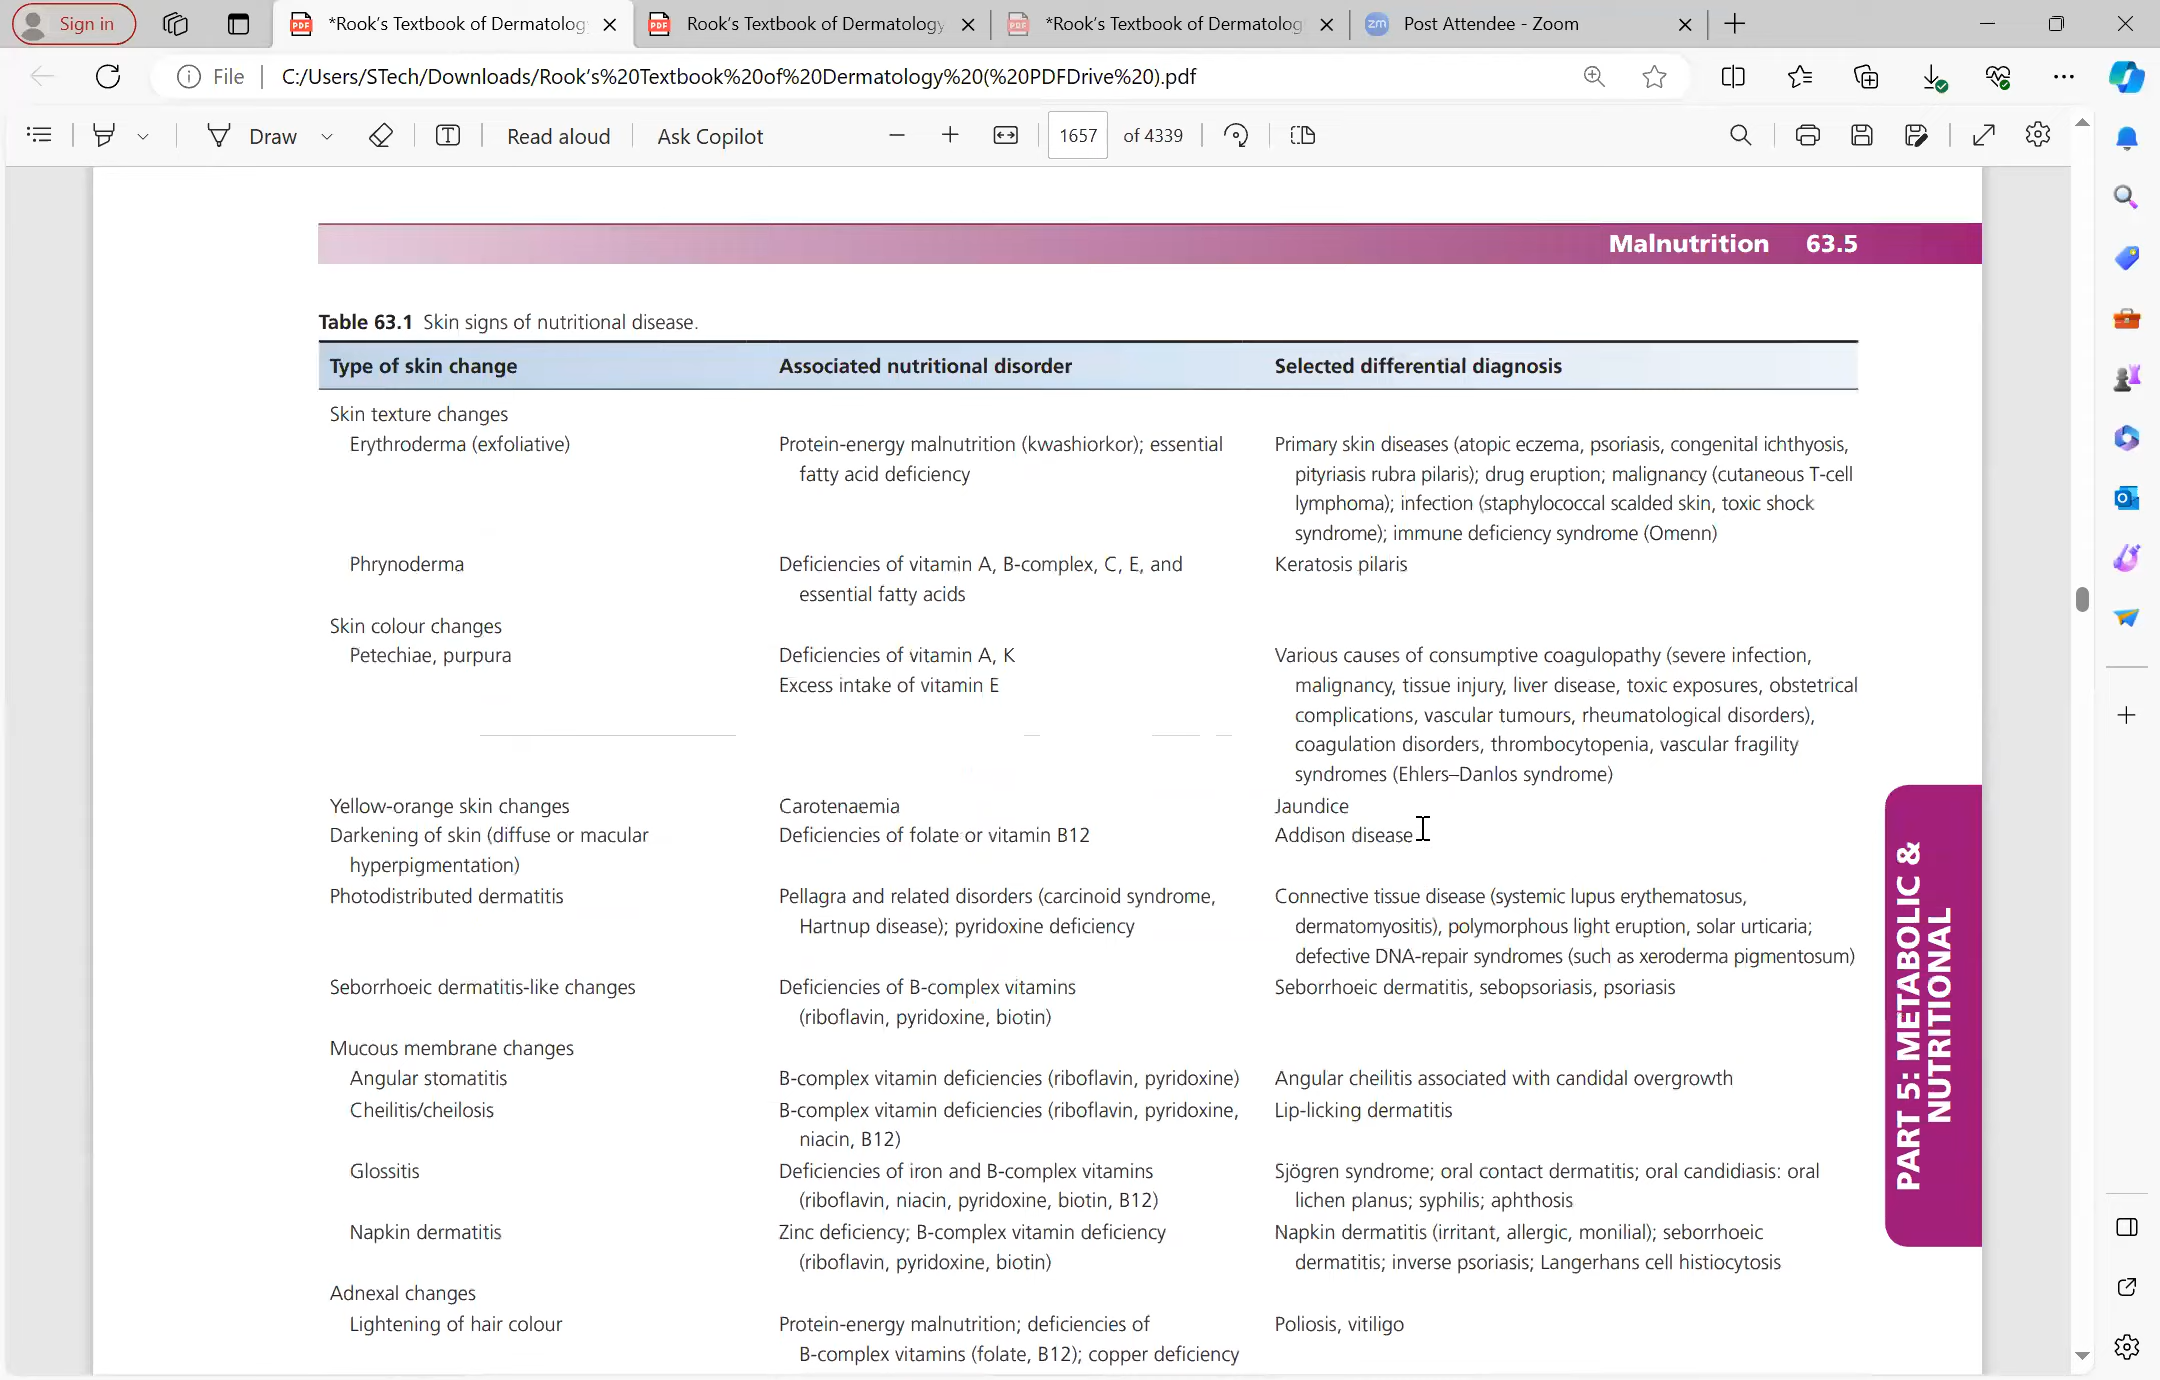 Sign in
*Rook's Textbook of Dermatolog
Rook's Textbook of Dermatology
*Rook's Textbook of Dermatolog
zm Post Attendee - Zoom
File
C:/Users/STech/Downloads/Rook's%20Textbook%20of%20Dermatology%20(%20PDFDrive%20).pdf
Draw
Read aloud
Ask Copilot
1657 of 4339
Malnutrition 63.5
Table 63.1 Skin signs of nutritional disease.
Type of skin change Associated nutritional disorder Selected differential diagnosis
Skin texture changes
Erythroderma (exfoliative) Protein-energy malnutrition (kwashiorkor); essential Primary skin diseases (atopic eczema, psoriasis, congenital ichthyosis,
fatty acid deficiency pityriasis rubra pilaris); drug eruption; malignancy (cutaneous T-cell
lymphoma); infection (staphylococcal scalded skin, toxic shock
syndrome); immune deficiency syndrome (Omenn)
Phrynoderma Deficiencies of vitamin A, B-complex, C, E, and Keratosis pilaris
essential fatty acids
Skin colour changes
Petechiae, purpura Deficiencies of vitamin A, K Various causes of consumptive coagulopathy (severe infection,
Excess intake of vitamin E malignancy, tissue injury, liver disease, toxic exposures, obstetrical
complications, vascular tumours, rheumatological disorders),
coagulation disorders, thrombocytopenia, vascular fragility
syndromes (Ehlers–Danlos syndrome)
Yellow-orange skin changes Carotenaemia Jaundice
Darkening of skin (diffuse or macular Deficiencies of folate or vitamin B12 Addison disease
hyperpigmentation)
Photodistributed dermatitis Pellagra and related disorders (carcinoid syndrome, Connective tissue disease (systemic lupus erythematosus,
Hartnup disease); pyridoxine deficiency dermatomyositis), polymorphous light eruption, solar urticaria;
defective DNA-repair syndromes (such as xeroderma pigmentosum)
Seborrhoeic dermatitis-like changes Deficiencies of B-complex vitamins Seborrhoeic dermatitis, sebopsoriasis, psoriasis
(riboflavin, pyridoxine, biotin)
Mucous membrane changes
Angular stomatitis B-complex vitamin deficiencies (riboflavin, pyridoxine) Angular cheilitis associated with candidal overgrowth
Cheilitis/cheilosis B-complex vitamin deficiencies (riboflavin, pyridoxine, Lip-licking dermatitis
niacin, B12)
Glossitis Deficiencies of iron and B-complex vitamins Sjögren syndrome; oral contact dermatitis; oral candidiasis: oral
(riboflavin, niacin, pyridoxine, biotin, B12) lichen planus; syphilis; aphthosis
Napkin dermatitis Zinc deficiency; B-complex vitamin deficiency Napkin dermatitis (irritant, allergic, monilial); seborrhoeic
(riboflavin, pyridoxine, biotin) dermatitis; inverse psoriasis; Langerhans cell histiocytosis
Adnexal changes
Lightening of hair colour Protein-energy malnutrition; deficiencies of Poliosis, vitiligo
B-complex vitamins (folate, B12); copper deficiency
PART 5: METABOLIC &
NUTRITIONAL